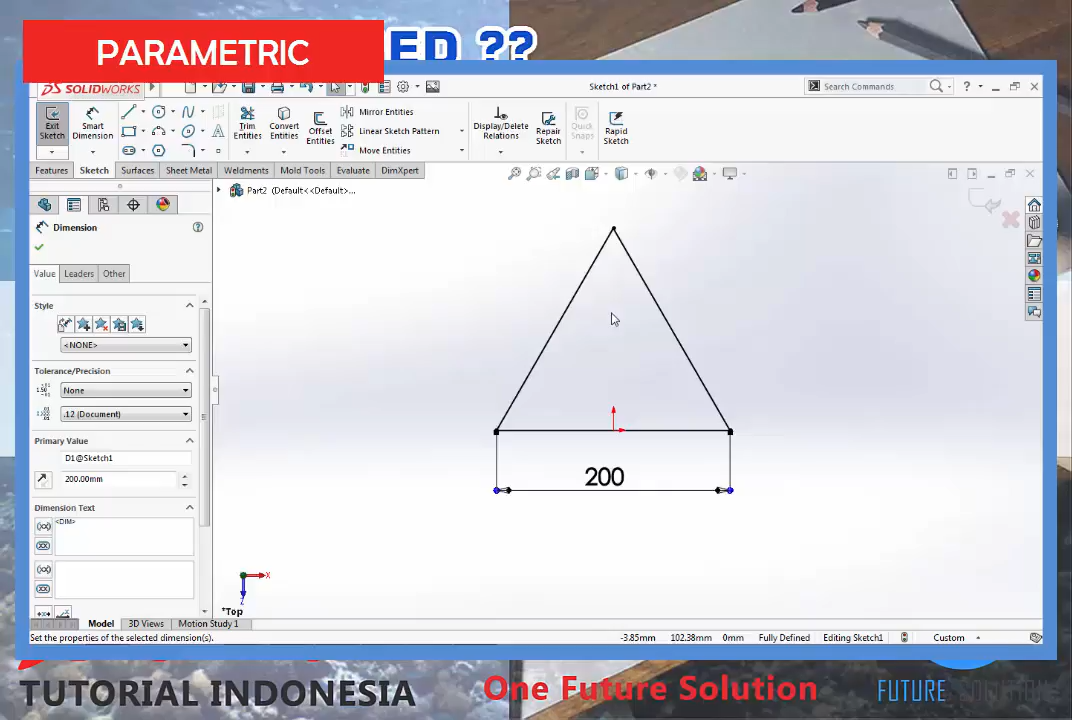 PARAMETRIC
ED ??
SOLIDWORKS
Sketch1 of Part2 *
Search Commands
?
Exit Sketch
Smart Dimension
Trim Entities
Convert Entities
Offset Entities
Mirror Entities
Linear Sketch Pattern
Move Entities
Display/Delete Relations
Repair Sketch
Quick Snaps
Rapid Sketch
Features
Sketch
Surfaces
Sheet Metal
Weldments
Mold Tools
Evaluate
DimXpert
Part2 (Default<<Default>...
Dimension
Value
Leaders
Other
Style
<NONE>
Tolerance/Precision
None
.12 (Document)
Primary Value
D1@Sketch1
200.00mm
Dimension Text
<DIM>
200
X
Z
*Top
Model
3D Views
Motion Study 1
Set the properties of the selected dimension(s).
-3.85mm
102.38mm
0mm
Fully Defined
Editing Sketch1
Custom
TUTORIAL INDONESIA
One Future Solution
FUTURE